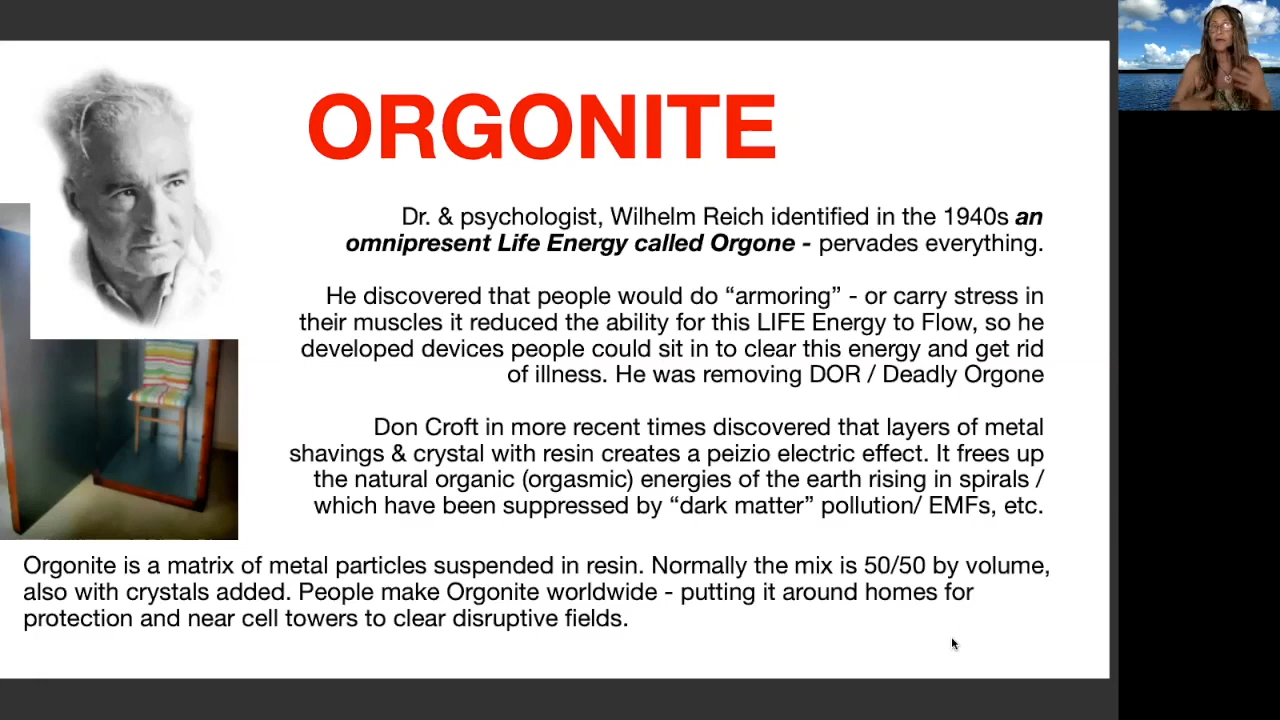 ORGONITE
Dr. & psychologist, Wilhelm Reich identified in the 1940s an
omnipresent Life Energy called Orgone - pervades everything.
He discovered that people would do “armoring” - or carry stress in
their muscles it reduced the ability for this LIFE Energy to Flow, so he
developed devices people could sit in to clear this energy and get rid
of illness. He was removing DOR / Deadly Orgone
Don Croft in more recent times discovered that layers of metal
shavings & crystal with resin creates a peizio electric effect. It frees up
the natural organic (orgasmic) energies of the earth rising in spirals /
which have been suppressed by “dark matter” pollution/ EMFs, etc.
Orgonite is a matrix of metal particles suspended in resin. Normally the mix is 50/50 by volume,
also with crystals added. People make Orgonite worldwide - putting it around homes for
protection and near cell towers to clear disruptive fields.